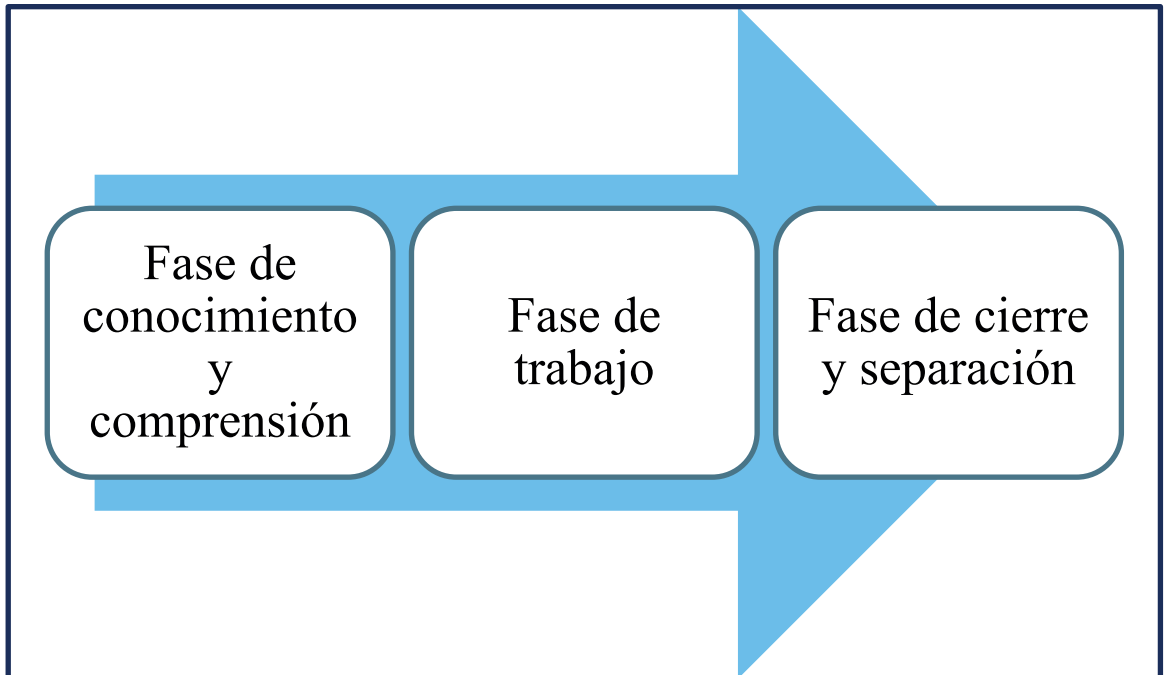 Fase de
conocimiento
y
comprensión
Fase de
trabajo
Fase de cierre
y separación